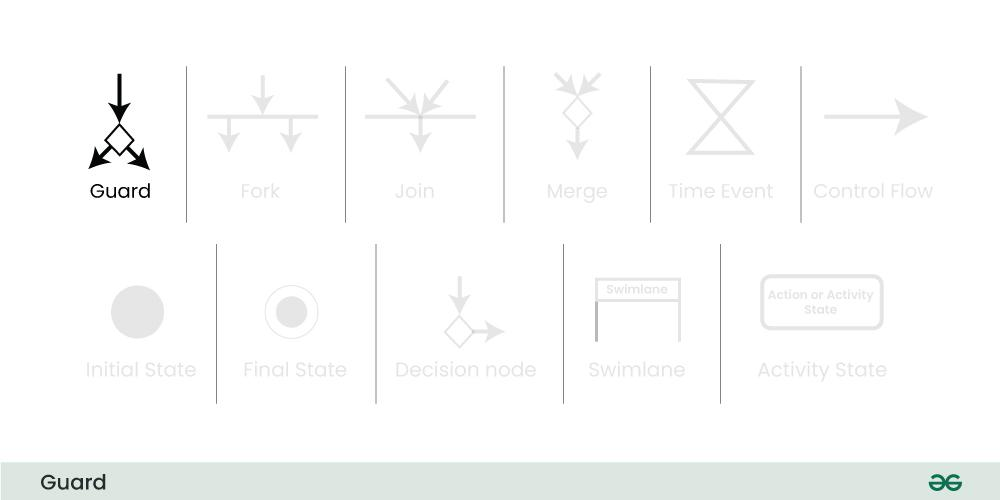 Guard
Fork
Join
Merge
Time Event
Control Flow
Swimlane
Action or Activity
State
Initial State
Final State
Decision node
Swimlane
Activity State
Guard